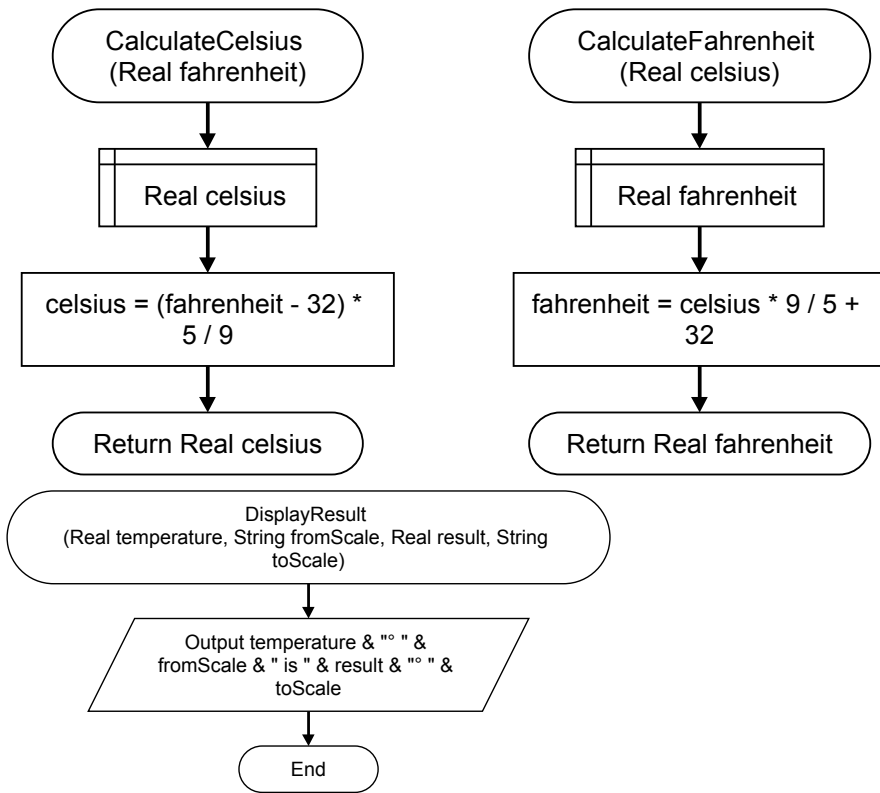 CalculateCelsius
(Real fahrenheit)
Real celsius
celsius = (fahrenheit - 32) *
5 / 9
Return Real celsius
CalculateFahrenheit
(Real celsius)
Real fahrenheit
fahrenheit = celsius * 9 / 5 +
32
Return Real fahrenheit
DisplayResult
(Real temperature, String fromScale, Real result, String
toScale)
Output temperature & "° " &
fromScale & " is " & result & "° " &
toScale
End